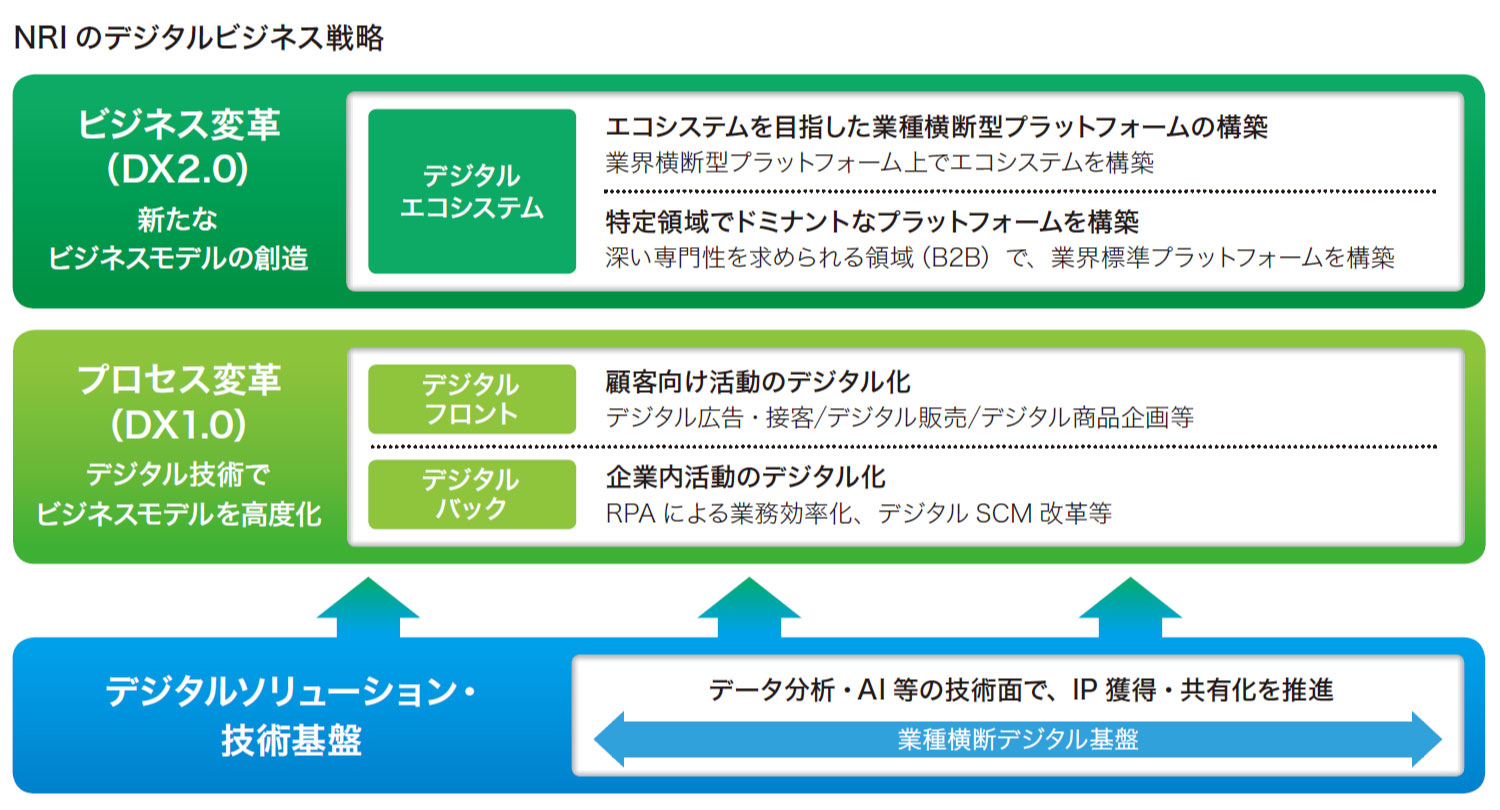 NRIのデジタルビジネス戦略
ビジネス変革
(DX2.0)
新たな
ビジネスモデルの創造
デジタル
エコシステム
エコシステムを目指した業種横断型プラットフォームの構築
業界横断型プラットフォーム上でエコシステムを構築
特定領域でドミナントなプラットフォームを構築
深い専門性を求められる領域（B2B）で、業界標準プラットフォームを構築
プロセス変革
(DX1.0)
デジタル技術で
ビジネスモデルを高度化
デジタル
フロント
顧客向け活動のデジタル化
デジタル広告・接客/デジタル販売/デジタル商品企画等
デジタル
バック
企業内活動のデジタル化
RPAによる業務効率化、デジタルSCM改革等
デジタルソリューション・
技術基盤
データ分析・AI等の技術面で、IP獲得・共有化を推進
業種横断デジタル基盤